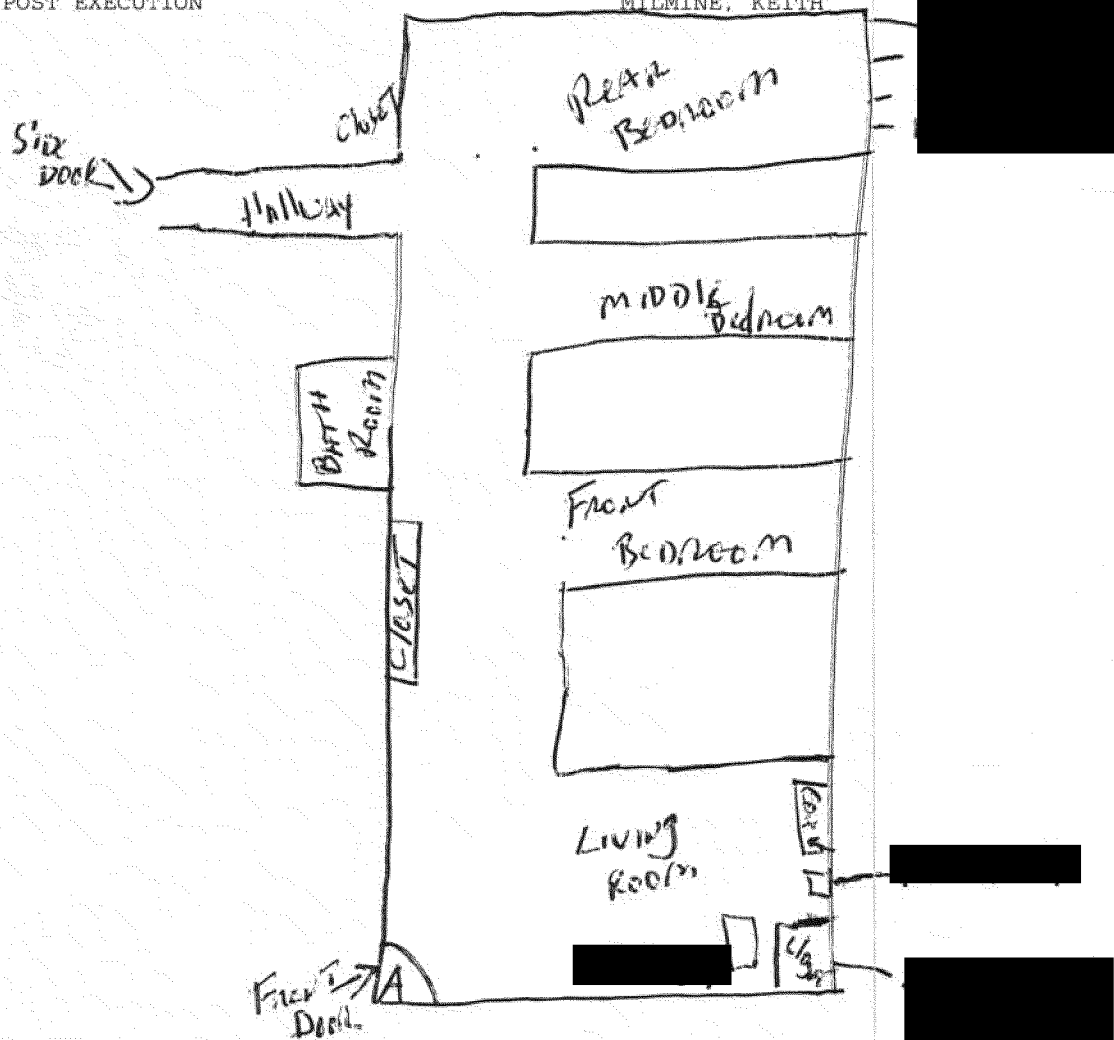 POST EXECUTION
MILMINE, KEITH
REAR
BEDROOM
Closet
SIDE
DOOR
Hallway
MIDDLE
Bedroom
BATH
ROOM
FRONT
BEDROOM
CLOSET
LIVING
ROOM
A
FRONT
DOOR